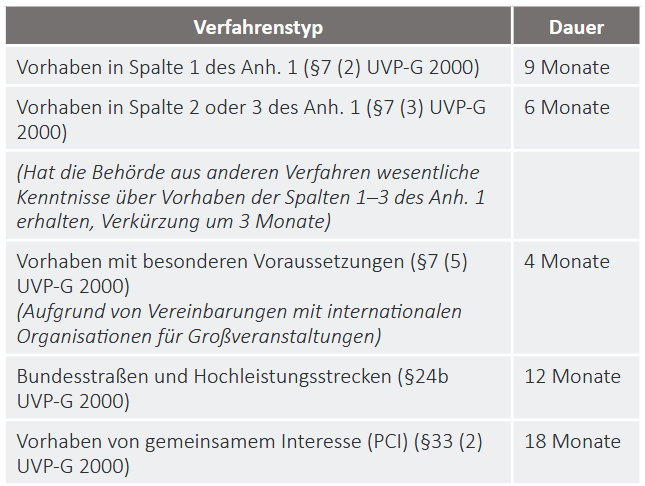 Verfahrenstyp Dauer
Vorhaben in Spalte 1 des Anh. 1 (§7 (2) UVP-G 2000) 9 Monate
Vorhaben in Spalte 2 oder 3 des Anh. 1 (§7 (3) UVP-G 6 Monate
2000)
(Hat die Behörde aus anderen Verfahren wesentliche
Kenntnisse über Vorhaben der Spalten 1–3 des Anh. 1
erhalten, Verkürzung um 3 Monate)
Vorhaben mit besonderen Voraussetzungen (§7 (5) 4 Monate
UVP-G 2000)
(Aufgrund von Vereinbarungen mit internationalen
Organisationen für Großveranstaltungen)
Bundesstraßen und Hochleistungsstrecken (§24b 12 Monate
UVP-G 2000)
Vorhaben von gemeinsamem Interesse (PCI) (§33 (2) 18 Monate
UVP-G 2000)